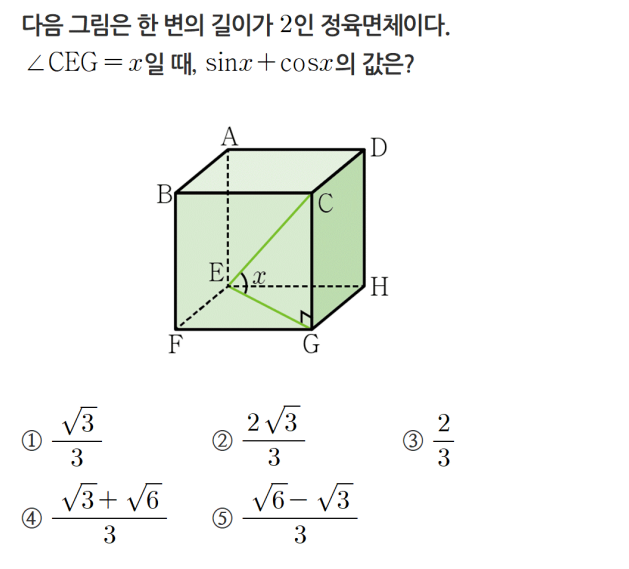 다음 그림은 한 변의 길이가 2인 정육면체이다.
∠CEG = x일 때, sinx + cosx의 값은?
A
D
B
C
E
x
H
F
G
① √3/3 ② 2√3/3 ③ 2/3
④ (√3 + √6)/3 ⑤ (√6 − √3)/3